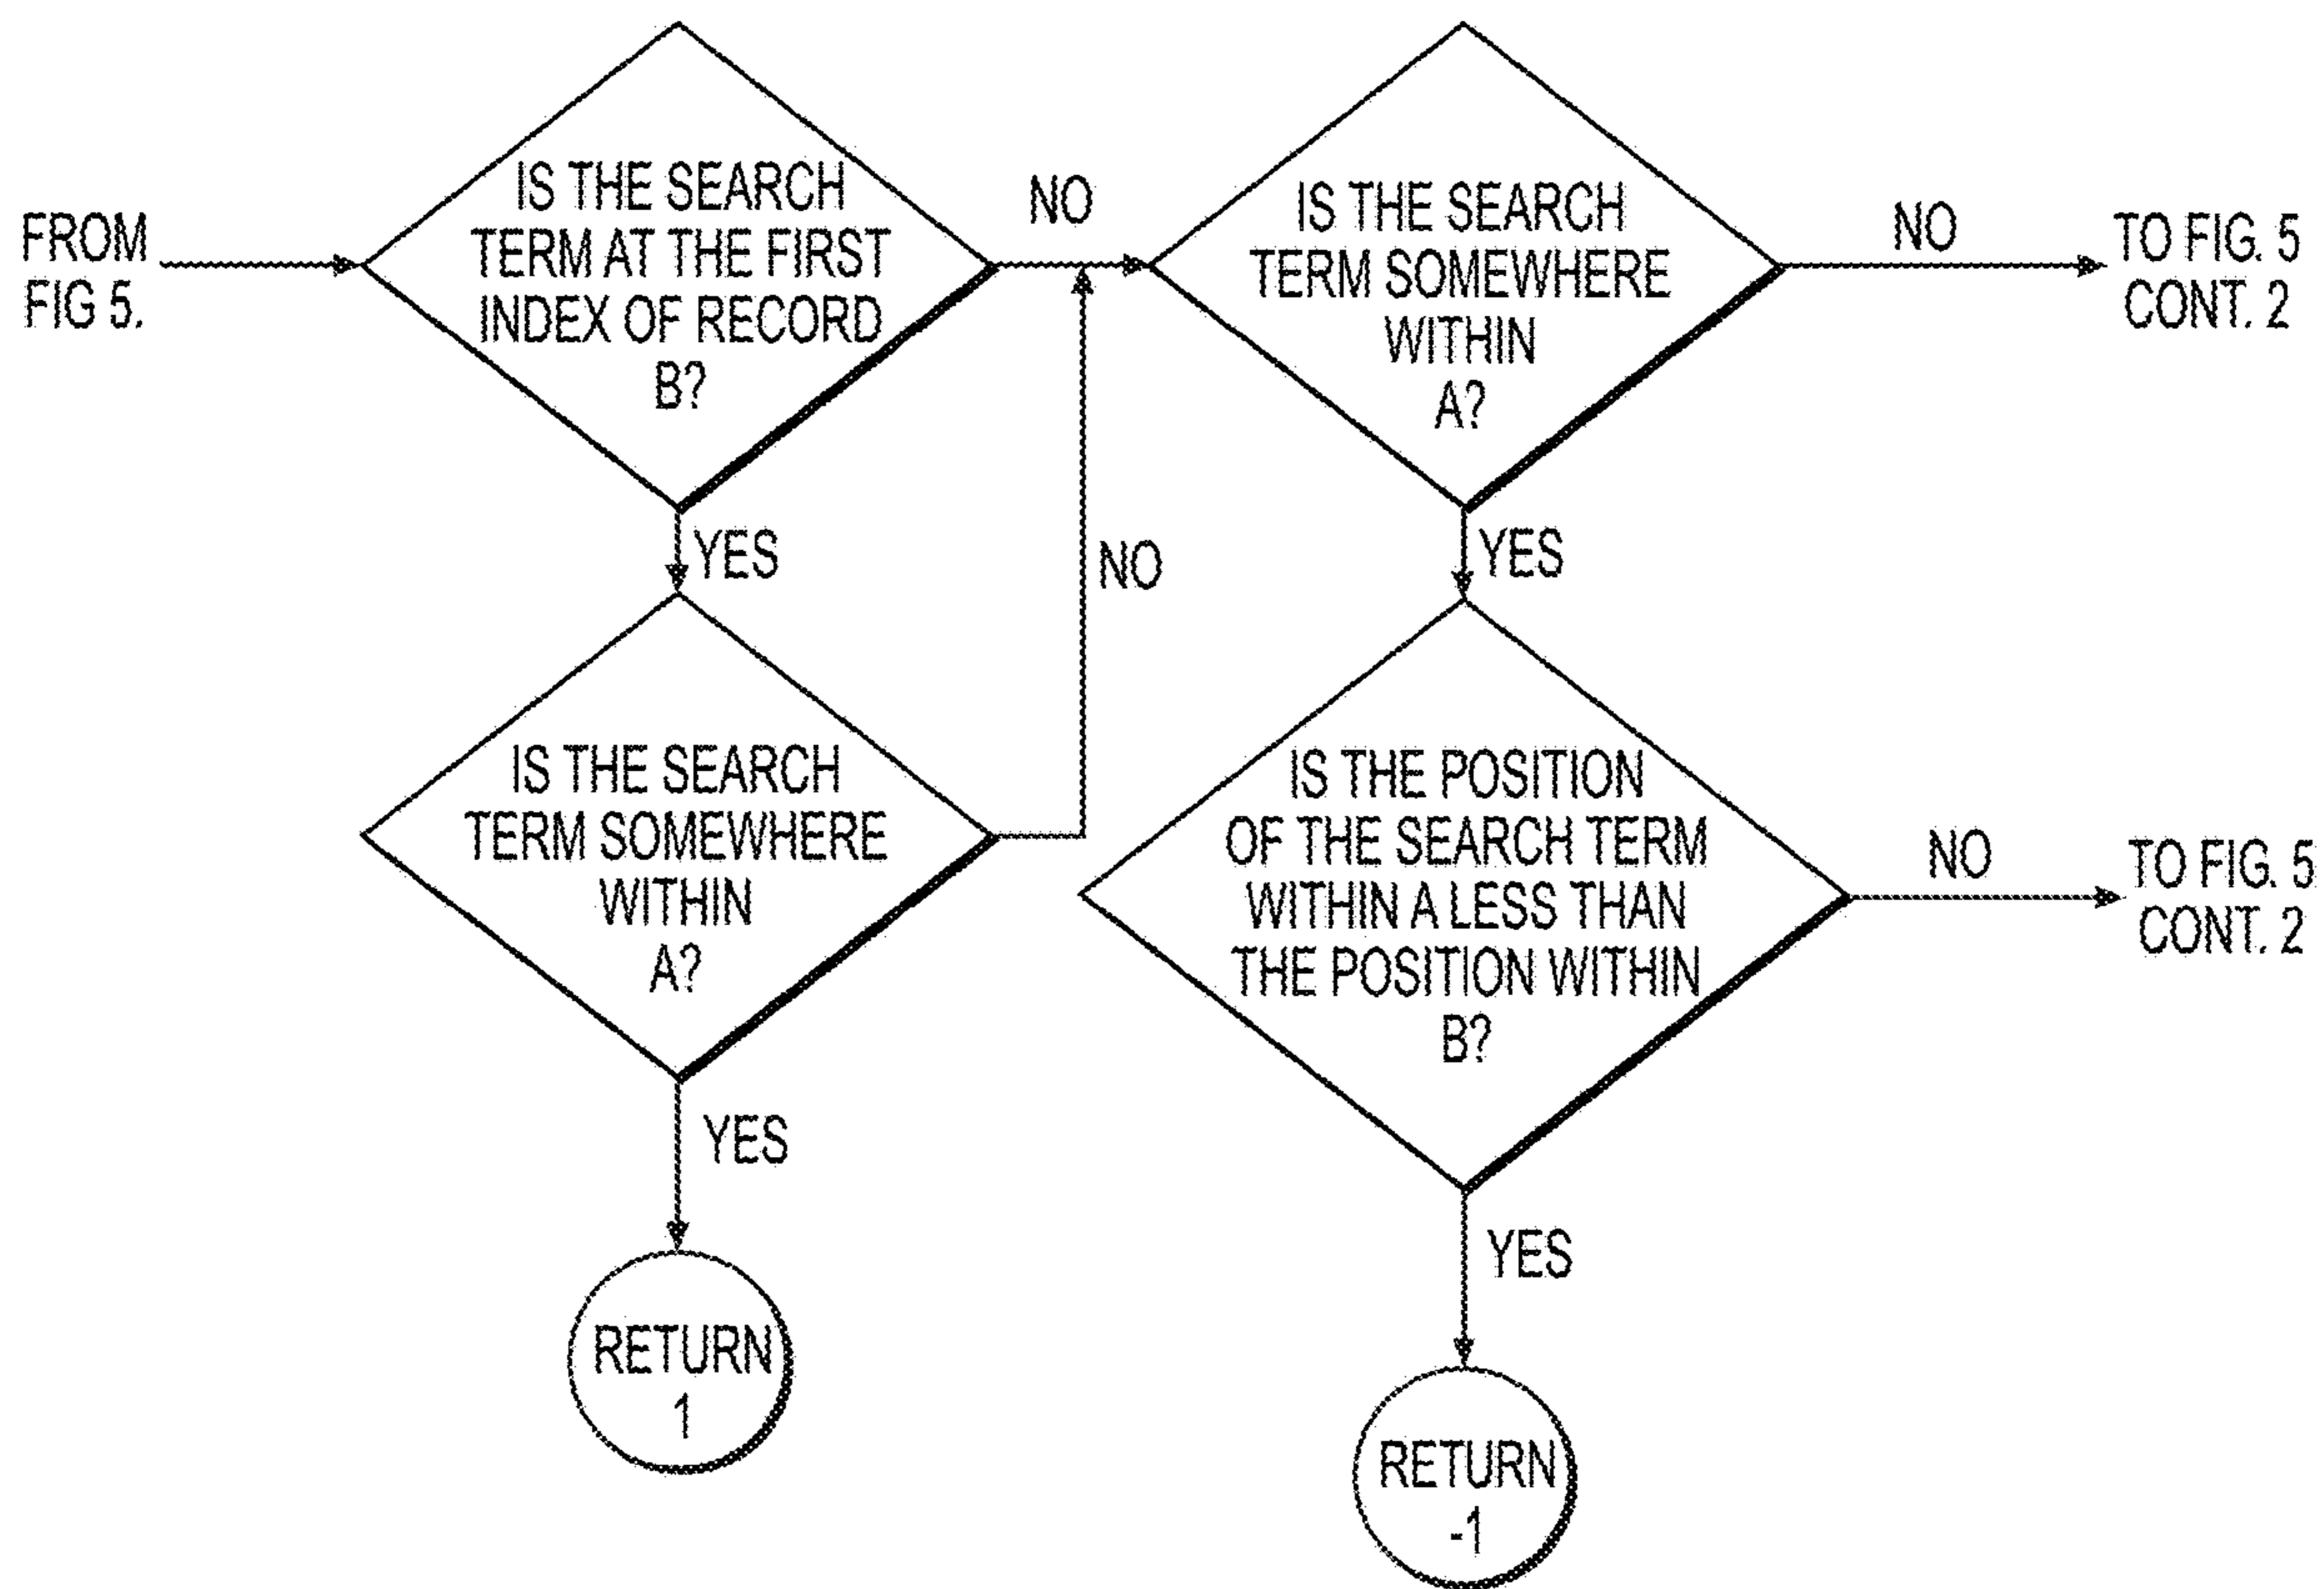 FROM
FIG 5.
IS THE SEARCH
TERM AT THE FIRST
INDEX OF RECORD
B?
NO
IS THE SEARCH
TERM SOMEWHERE
WITHIN
A?
NO
TO FIG. 5
CONT. 2
YES
NO
YES
IS THE SEARCH
TERM SOMEWHERE
WITHIN
A?
IS THE POSITION
OF THE SEARCH TERM
WITHIN A LESS THAN
THE POSITION WITHIN
B?
NO
TO FIG. 5
CONT. 2
YES
YES
RETURN
1
RETURN
-1